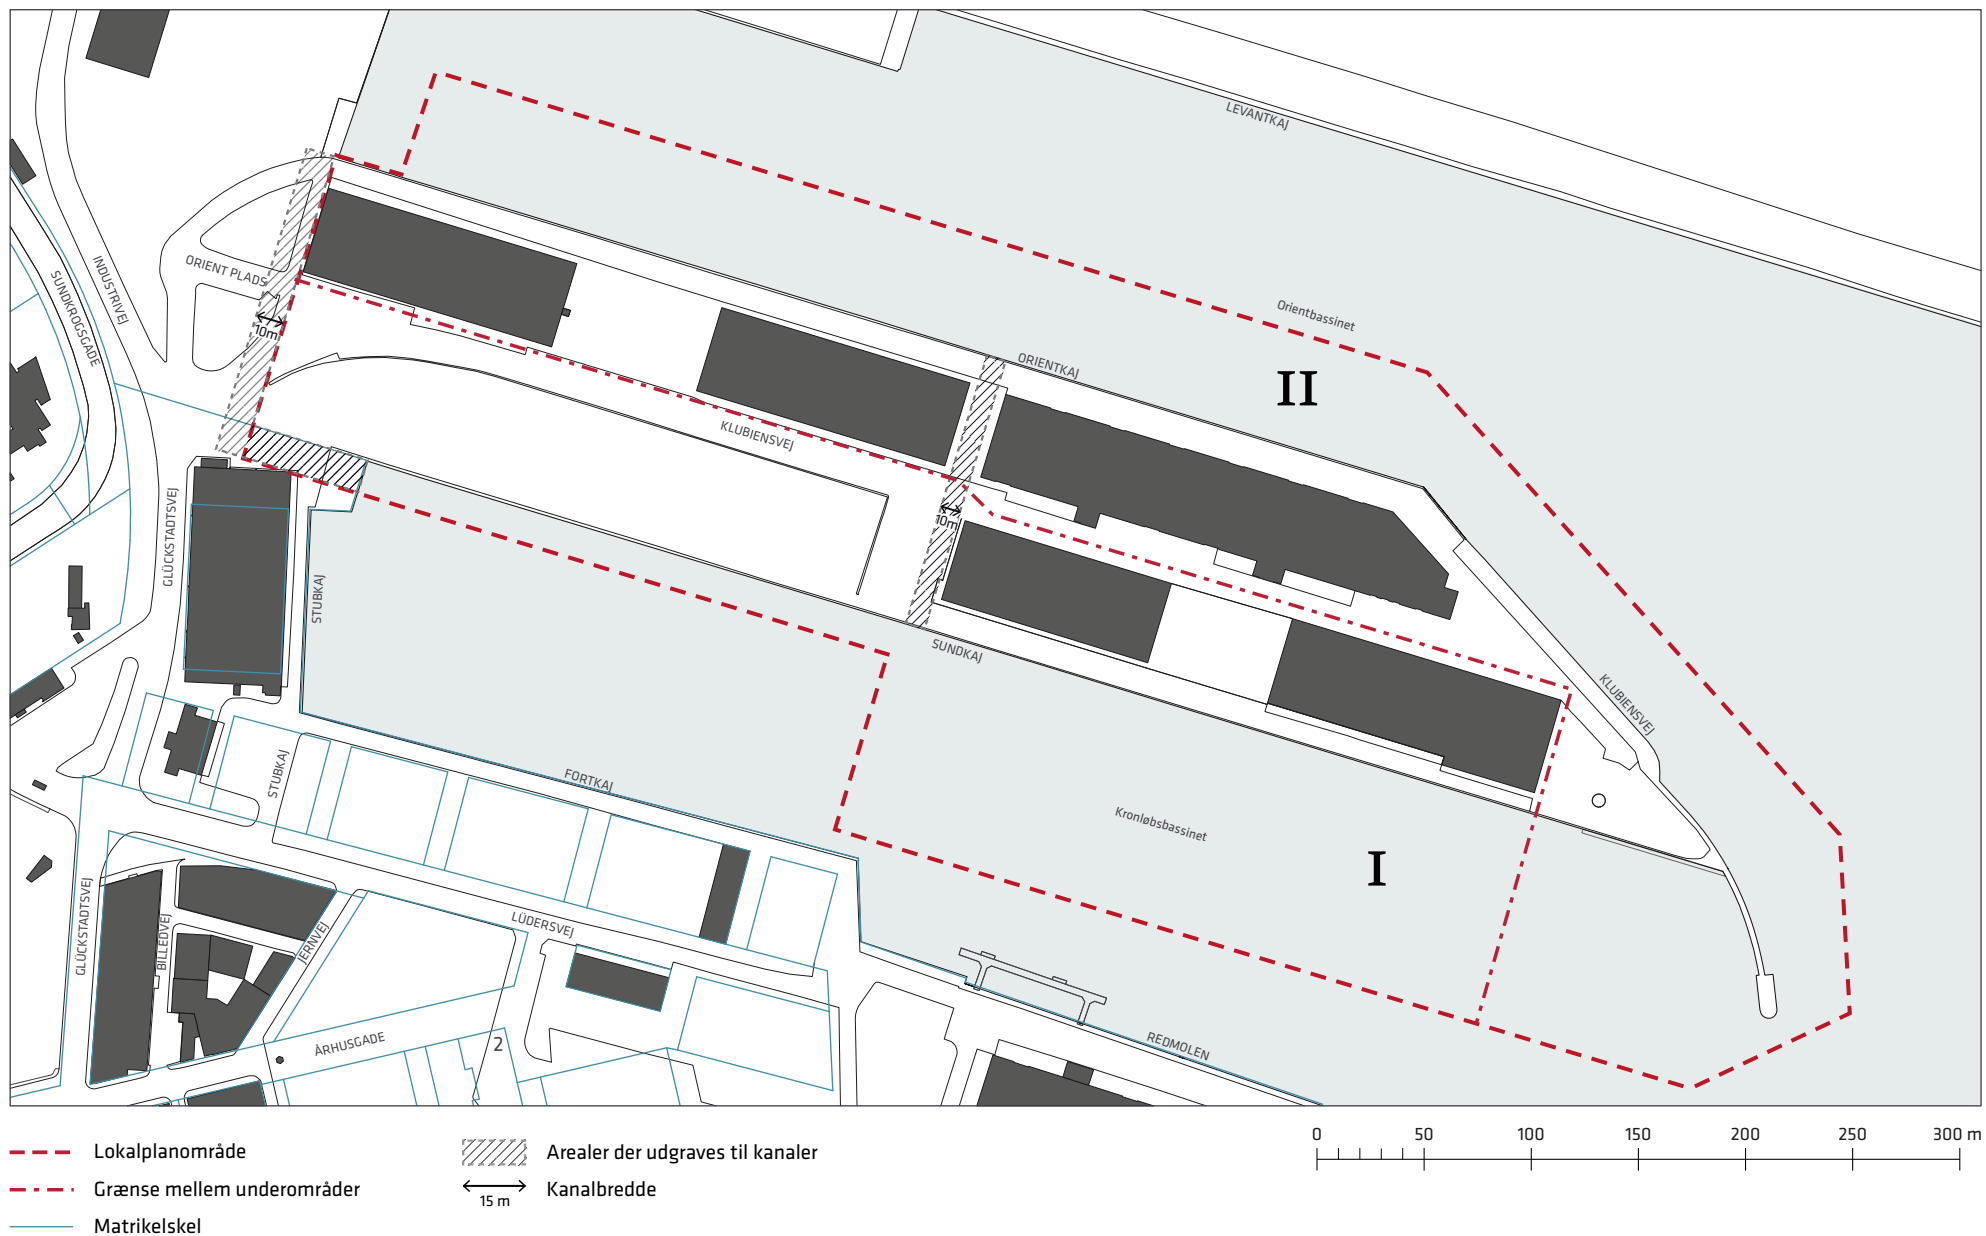 LEVANTKAJ
INDUSTRIVEJ
SUNDKROGSGADE
ORIENT PLADS
10m
Orientbassinet
ORIENTKAJ
II
KLUBIENSVEJ
10m
GLÜCKSTADTSVEJ
STUBKAJ
SUNDKAJ
KLUBIENSVEJ
STUBKAJ
FORTKAJ
Kronløbsbassinet
I
GLÜCKSTADTSVEJ
BILLEDVEJ
JERNVEJ
LÜDERSVEJ
ÅRHUSGADE
2
REDMOLEN
Lokalplanområde
Grænse mellem underområder
Matrikelskel
Arealer der udgraves til kanaler
15 m
Kanalbredde
0 50 100 150 200 250 300 m